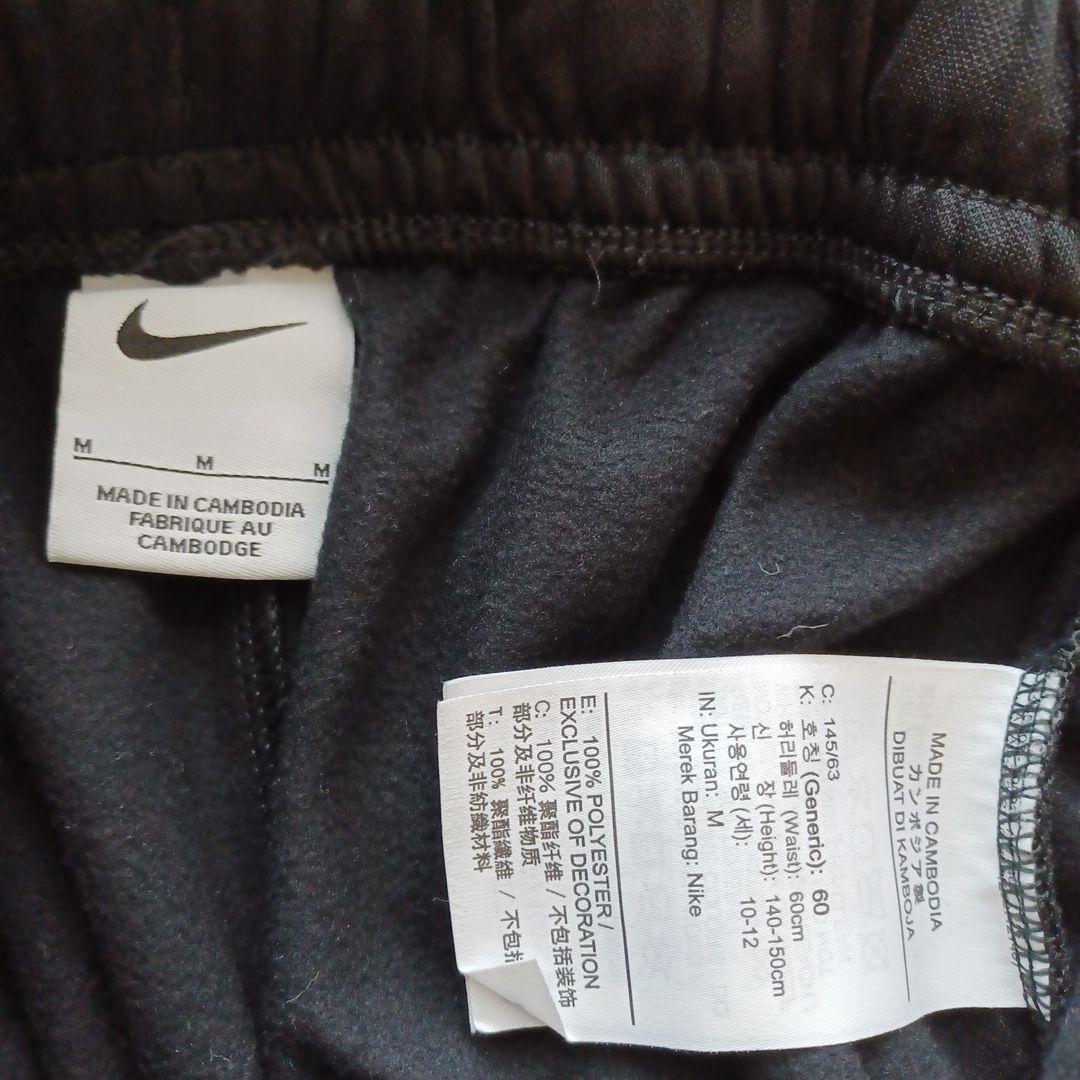 M M M
MADE IN CAMBODIA
FABRIQUE AU
CAMBODGE
MADE IN CAMBODIA
カンボジア製
DIBUAT DI KAMBOJA
C: 145/63
K: 호칭 (Generic): 60
허리둘레 (Waist): 60cm
신 장 (Height): 140-150cm
사용연령 (세): 10-12
IN: Ukuran: M
Merek Barang: Nike
E: 100% POLYESTER /
EXCLUSIVE OF DECORATION
C: 100% 聚酯纤维 / 不包括装饰
部分及非纤维物质
T: 100% 聚酯纖維 / 不包
部分及非紡織材料